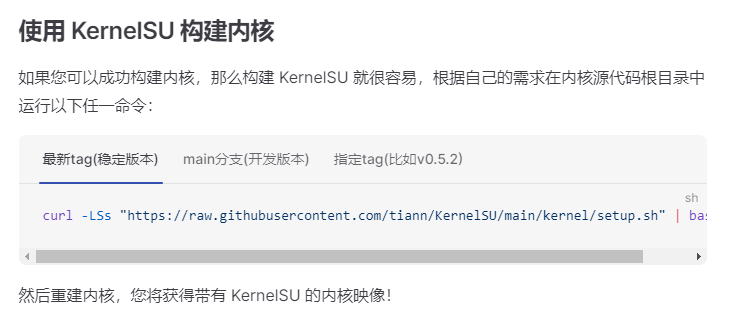 使用 KernelSU 构建内核
如果您可以成功构建内核，那么构建 KernelSU 就很容易，根据自己的需求在内核源代码根目录中
运行以下任一命令：
最新tag(稳定版本) main分支(开发版本) 指定tag(比如v0.5.2)
sh
curl -LSs "https://raw.githubusercontent.com/tiann/KernelSU/main/kernel/setup.sh" | bas
然后重建内核，您将获得带有 KernelSU 的内核映像！